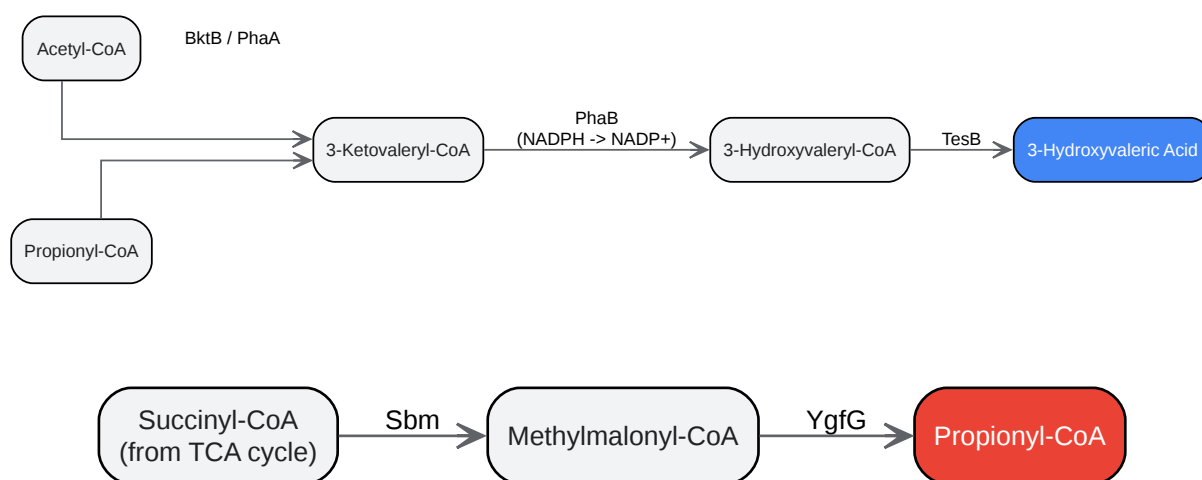 Acetyl-CoA
BktB / PhaA
Propionyl-CoA
3-Ketovaleryl-CoA
PhaB
(NADPH -> NADP+)
3-Hydroxyvaleryl-CoA
TesB
3-Hydroxyvaleric Acid
Succinyl-CoA
(from TCA cycle)
Sbm
Methylmalonyl-CoA
YgfG
Propionyl-CoA